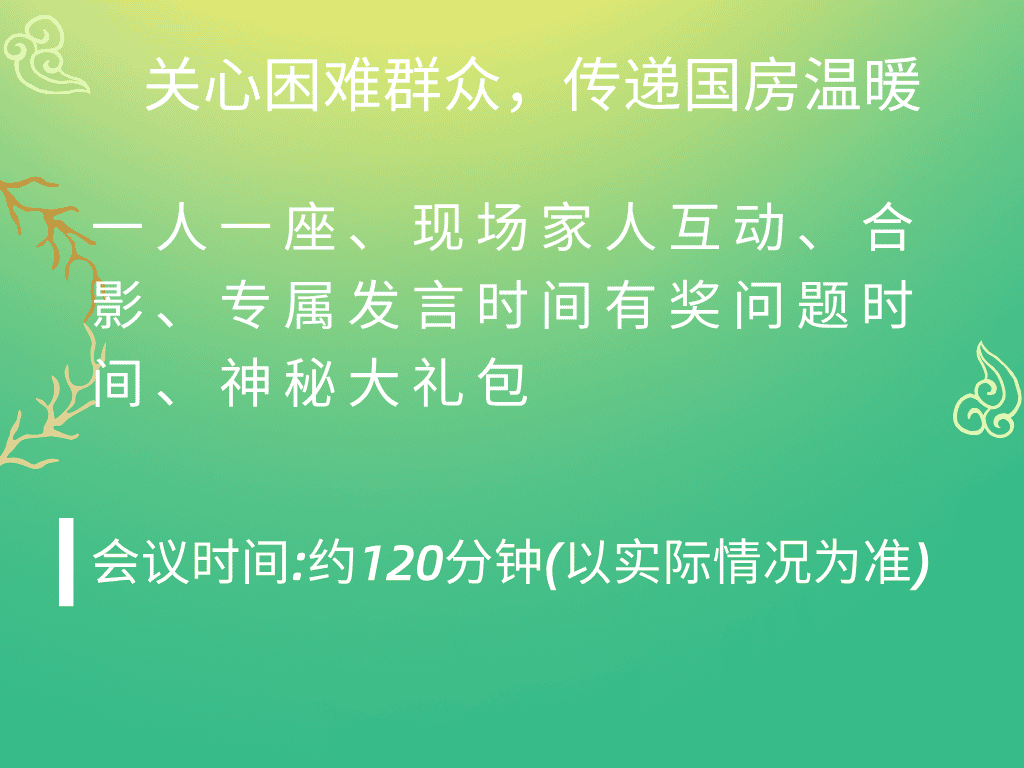 关心困难群众，传递国房温暖
一人一座、现场家人互动、合
影、专属发言时间有奖问题时
间、神秘大礼包
会议时间:约120分钟(以实际情况为准)